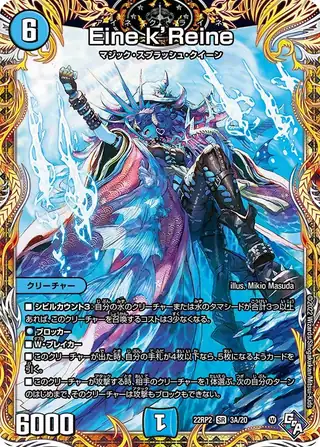 6
Eine k'Reine
マジック・スプラッシュ・クイーン
illus. Mikio Masuda
クリーチャー
■シビルカウント3：自分の水のクリーチャーまたは水のタマシードが合計3つ以上
あれば、このクリーチャーを召喚するコストは3少なくなる。
■ブロッカー
■W・ブレイカー
■このクリーチャーが出た時、自分の手札が4枚以下なら、5枚になるようカードを
引く。
■このクリーチャーが攻撃する時、相手のクリーチャーを1体選ぶ。次の自分のターン
のはじめまで、そのクリーチャーは攻撃もブロックもできない。
6000
1
22RP2 SR 3A/20
W